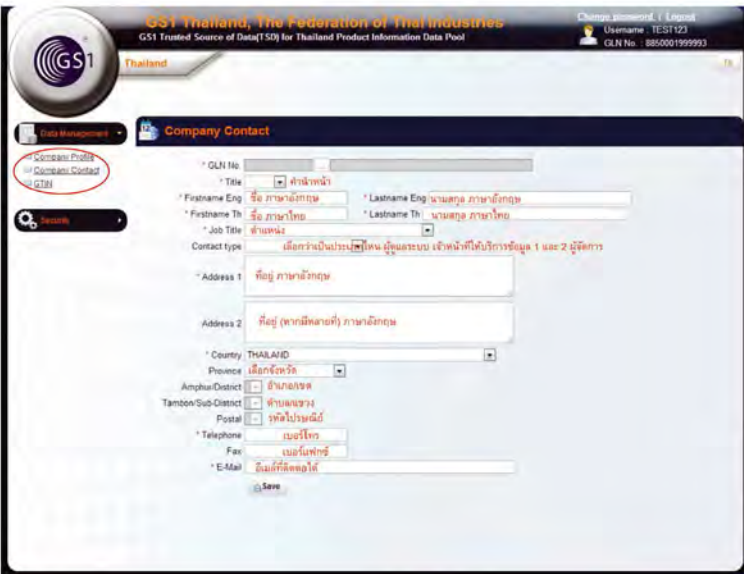 GS1 Thailand, The Federation of Thai Industries
GS1 Trusted Source of Data(TSD) for Thailand Product Information Data Pool
Change password / Logout
Username : TEST123
GLN No. : 8850001999993
GS1
Thailand
Data Management
Company Profile
Company Contact
GTIN
Security
Company Contact
* GLN No.
* Title คำนำหน้า
* Firstname Eng ชื่อ ภาษาอังกฤษ * Lastname Eng นามสกุล ภาษาอังกฤษ
* Firstname Th ชื่อ ภาษาไทย * Lastname Th นามสกุล ภาษาไทย
* Job Title ตำแหน่ง
Contact type เลือกว่าเป็นประเภทไหน ผู้ดูแลระบบ เจ้าหน้าที่ให้บริการข้อมูล 1 และ 2 ผู้จัดการ
* Address 1 ที่อยู่ ภาษาอังกฤษ
Address 2 ที่อยู่ (หากมีหลายที่) ภาษาอังกฤษ
* Country THAILAND
Province เลือกจังหวัด
Amphur/District อำเภอ/เขต
Tambon/Sub-District ตำบล/แขวง
Postal รหัสไปรษณีย์
* Telephone เบอร์โทร
Fax เบอร์แฟกซ์
* E-Mail อีเมล์ที่ติดต่อได้
Save